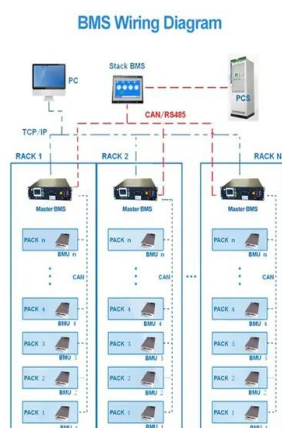 BMS Wiring Diagram
Stack BMS
PC
PCS
CAN/RS485
TCP/IP
RACK 1
RACK 2
RACK N
Master BMS
Master BMS
Master BMS
PACK n
PACK n
PACK n
BMU n
BMU n
BMU n
CAN
CAN
CAN
PACK 4
PACK 4
PACK 4
BMU 4
BMU 4
BMU 4
PACK 3
PACK 3
PACK 3
BMU 3
BMU 3
BMU 3
PACK 2
PACK 2
PACK 2
BMU 2
BMU 2
BMU 2
PACK 1
PACK 1
PACK 1